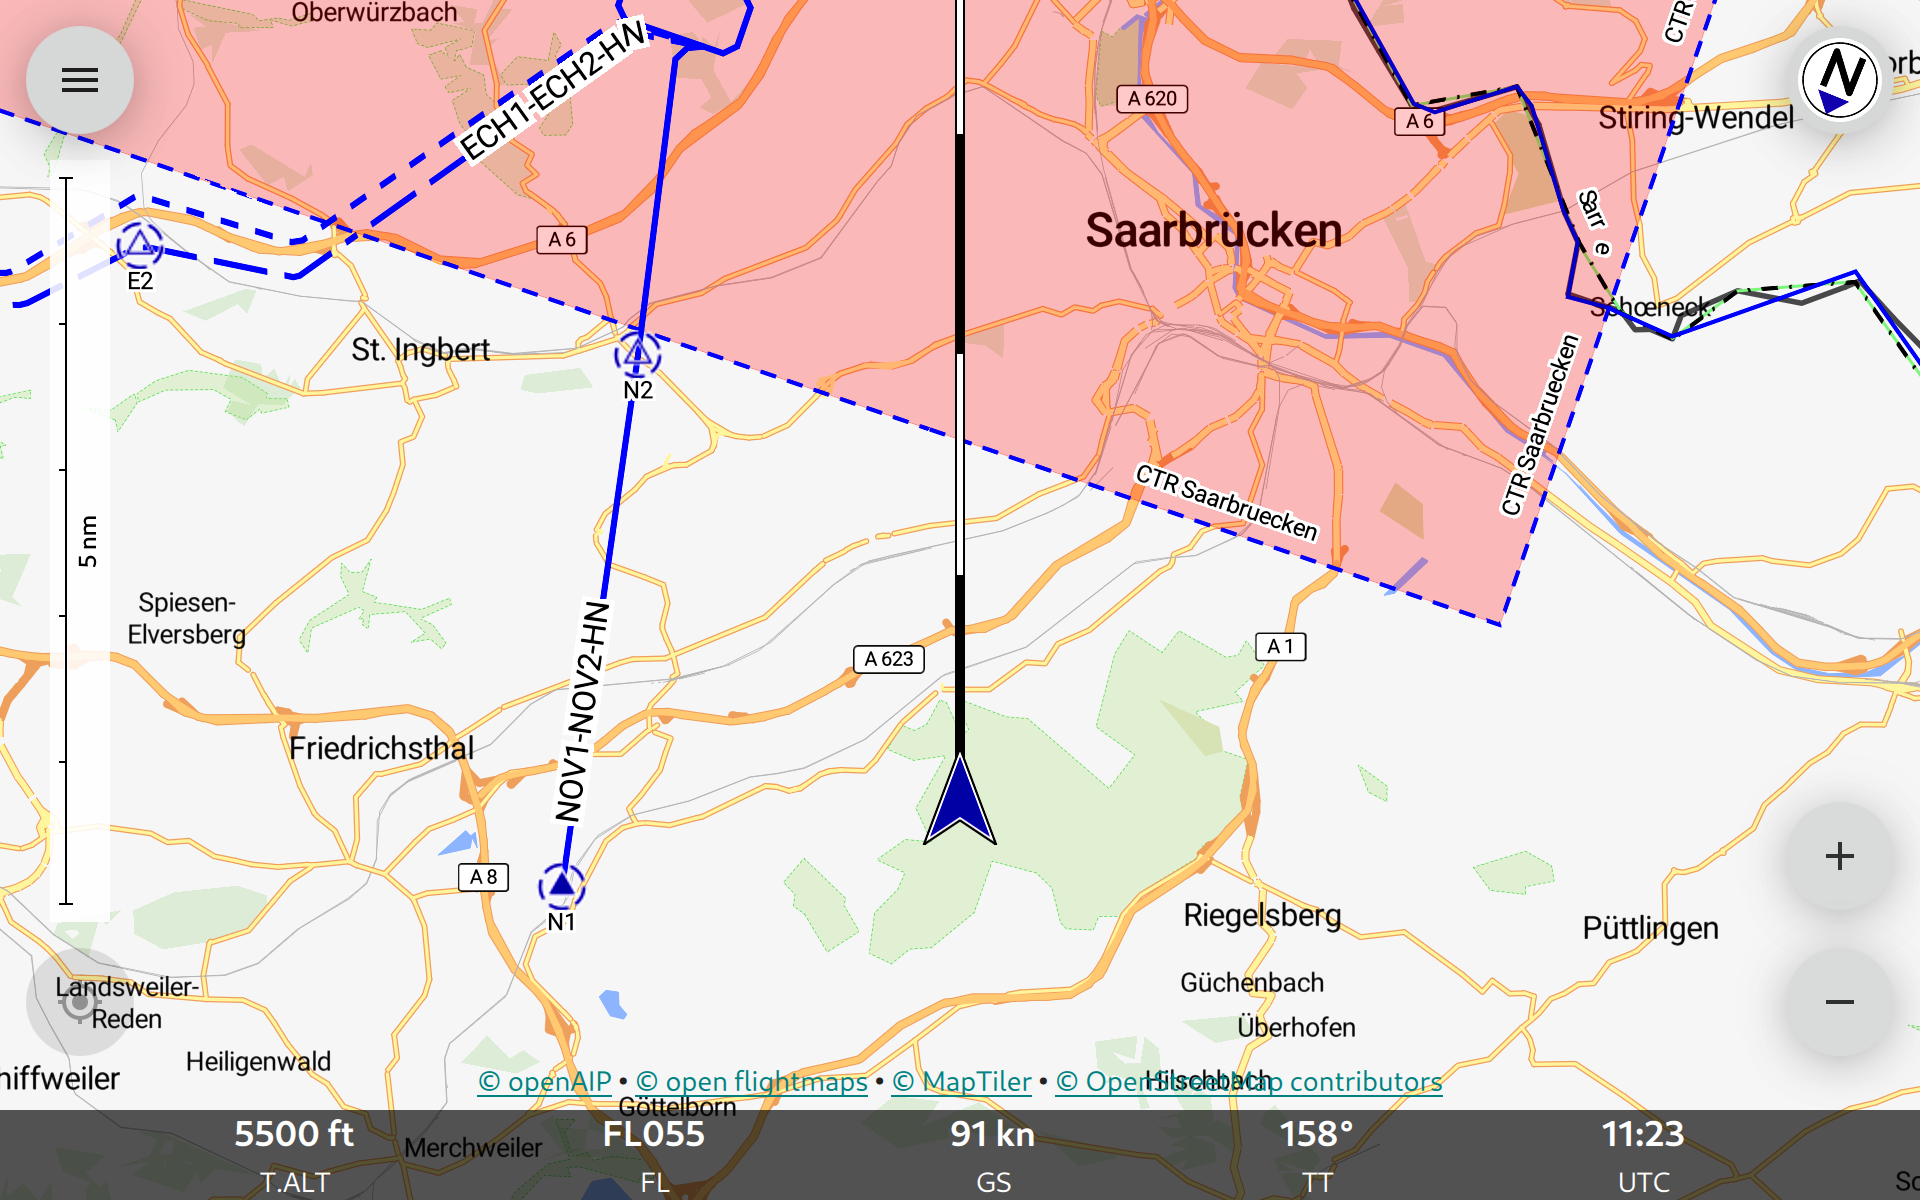 Oberwürzbach
ECH1-ECH2-HN
CTR
N
A 620
A 6
Stiring-Wendel
Sarr e
Saarbrücken
A 6
E2
Schœneck
St. Ingbert
N2
CTR Saarbruecken
CTR Saarbruecken
5 nm
Spiesen-
Elversberg
A 623
A 1
NOV1-NOV2-HN
Friedrichsthal
A 8
N1
Riegelsberg
Püttlingen
Güchenbach
Landsweiler-
Reden
Überhofen
Heiligenwald
hiffweiler
© openAIP • © open flightmaps • © MapTiler • © OpenStreetMap contributors
Hilschbach
Göttelborn
Merchweiler
5500 ft FL055 91 kn 158° 11:23
T.ALT FL GS TT UTC